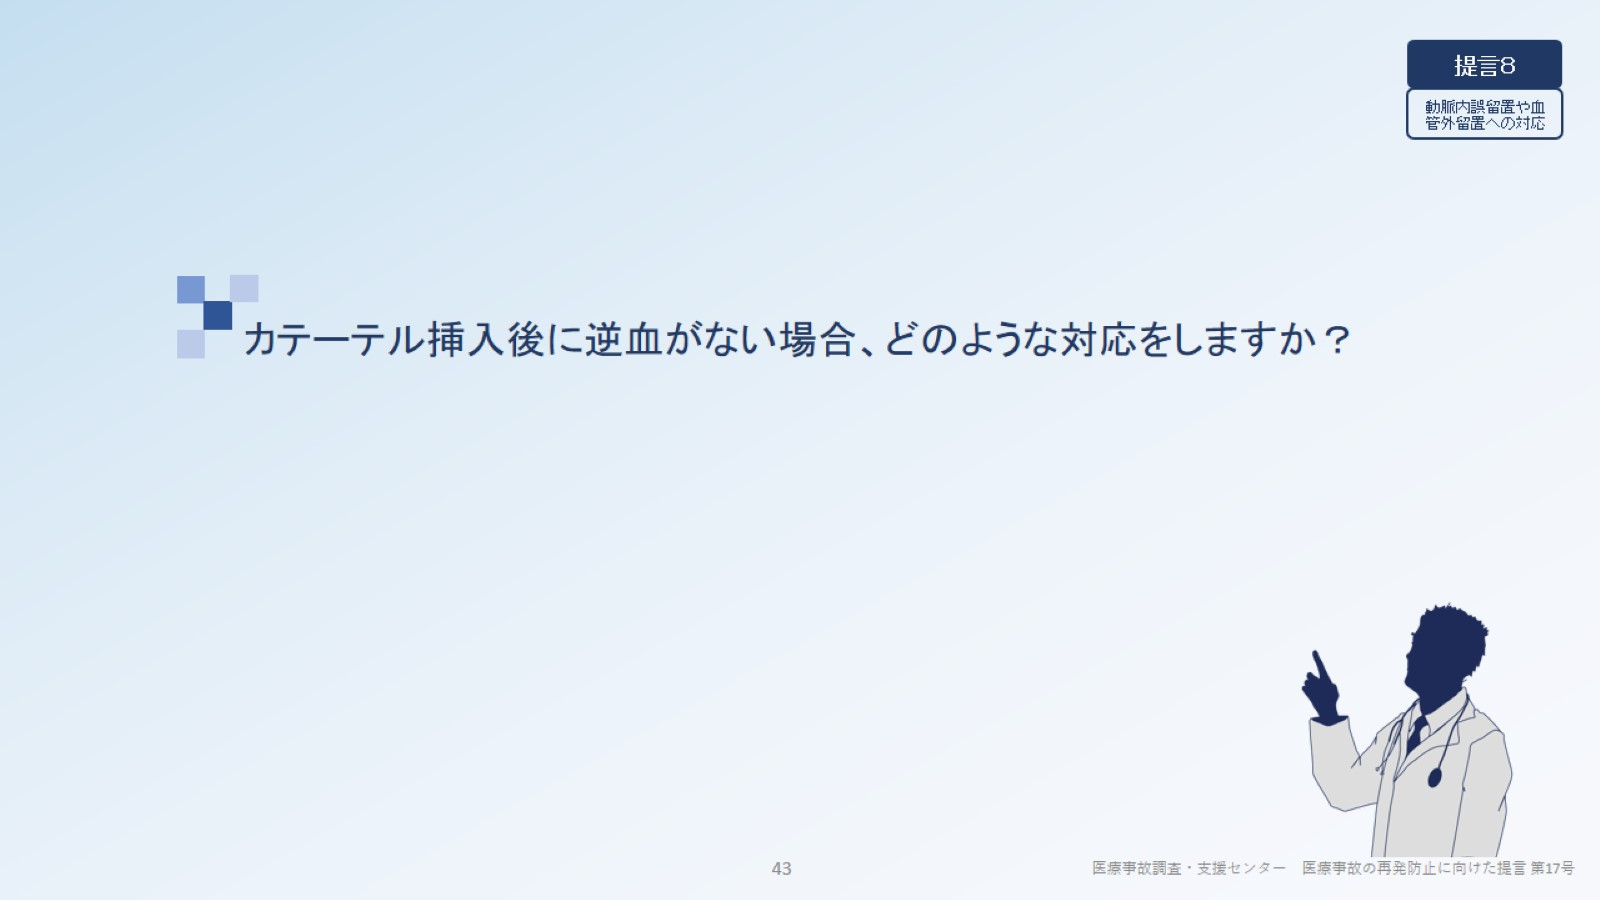 提言8
動脈内誤留置や血
管外留置への対応
カテーテル挿入後に逆血がない場合、どのような対応をしますか？
43
医療事故調査・支援センター　医療事故の再発防止に向けた提言 第17号